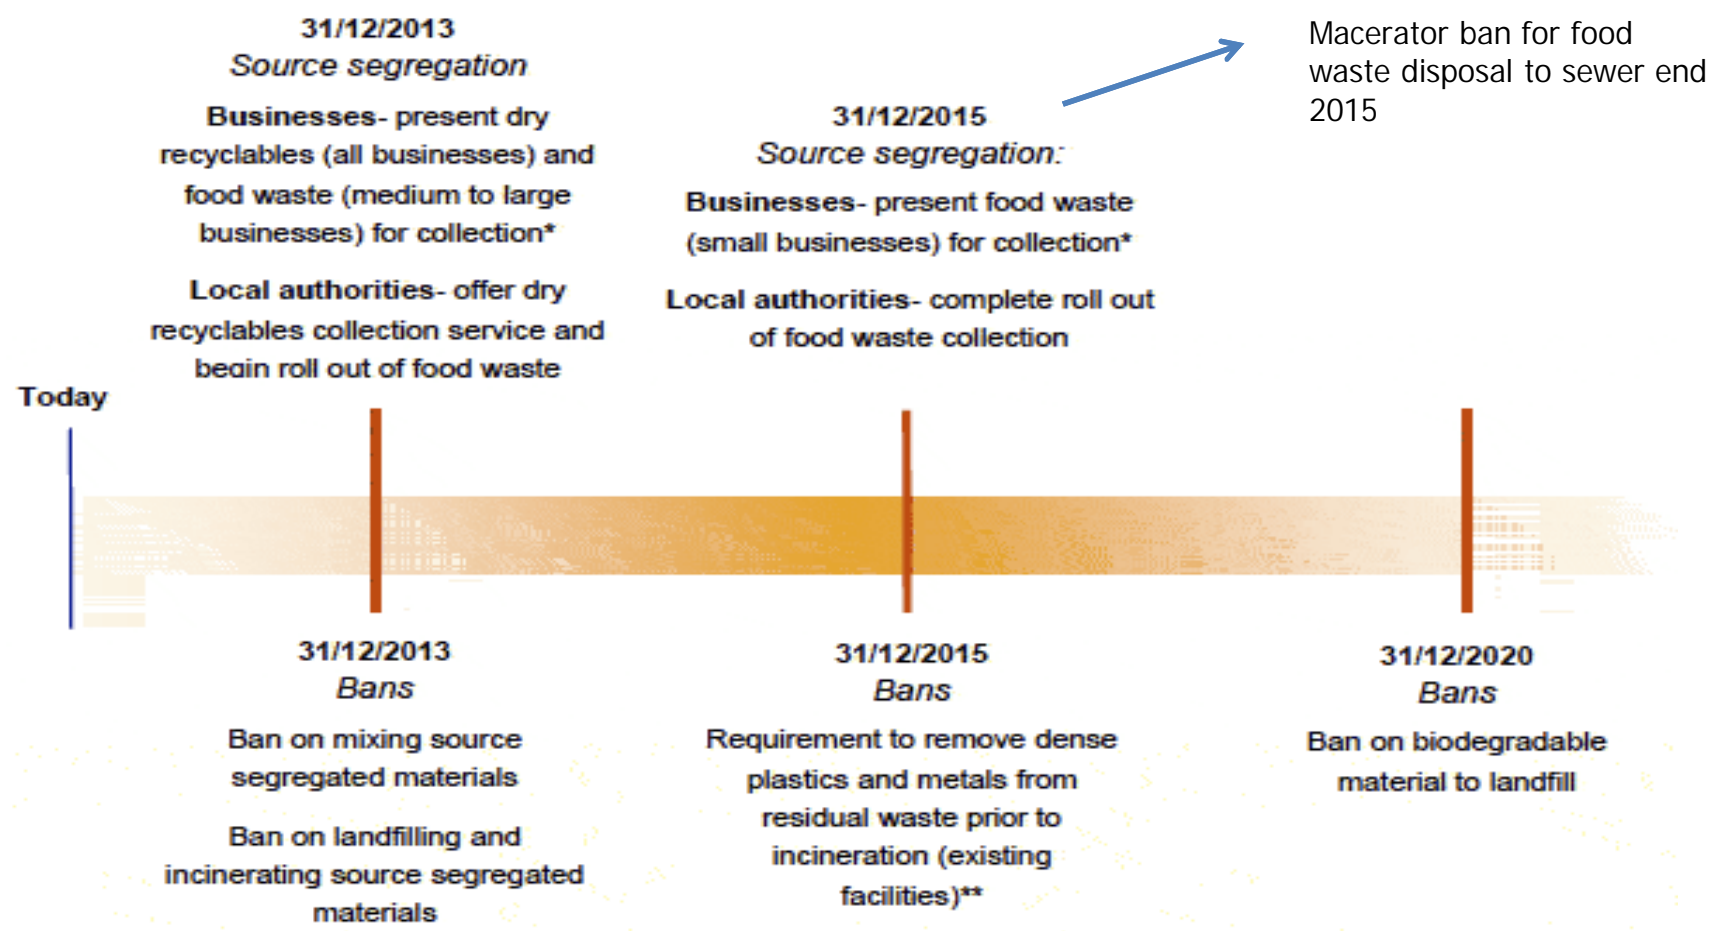 31/12/2013
Source segregation
Businesses- present dry
recyclables (all businesses) and
food waste (medium to large
businesses) for collection*
Local authorities- offer dry
recyclables collection service and
begin roll out of food waste
31/12/2015
Source segregation:
Businesses- present food waste
(small businesses) for collection*
Local authorities- complete roll out
of food waste collection
Macerator ban for food
waste disposal to sewer end
2015
Today
31/12/2013
Bans
Ban on mixing source
segregated materials
Ban on landfilling and
incinerating source segregated
materials
31/12/2015
Bans
Requirement to remove dense
plastics and metals from
residual waste prior to
incineration (existing
facilities)**
31/12/2020
Bans
Ban on biodegradable
material to landfill